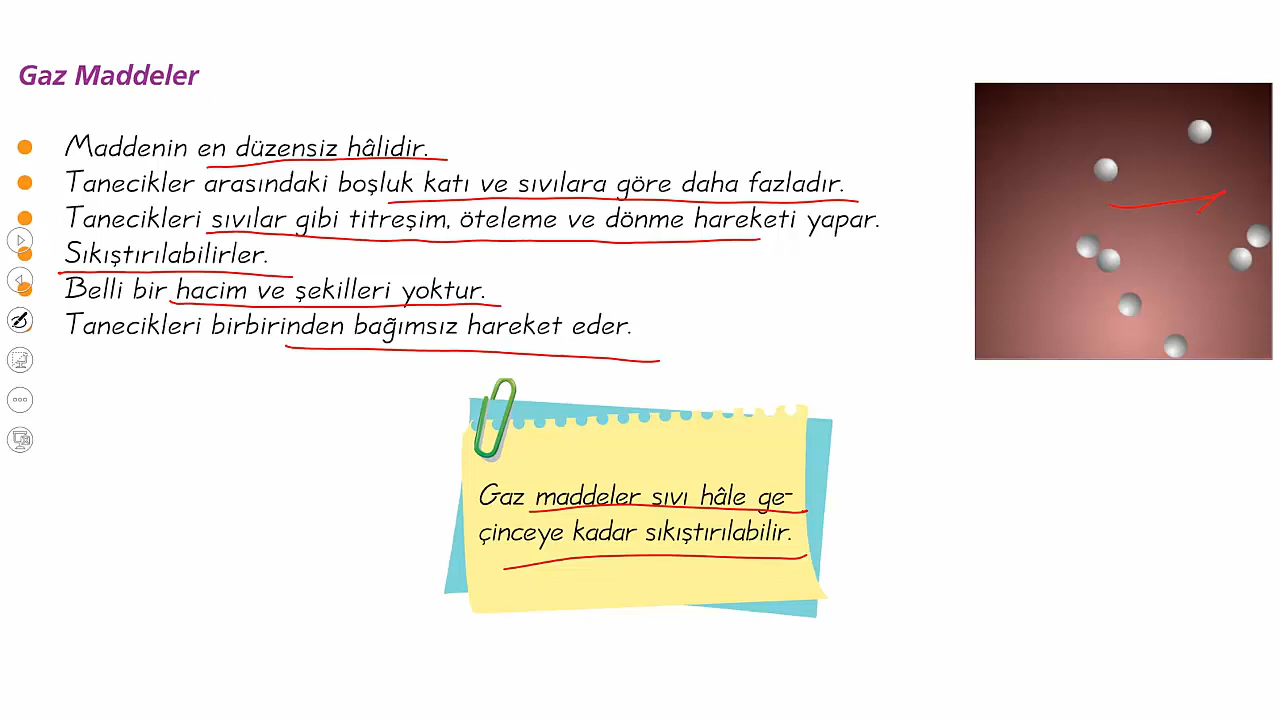 Gaz Maddeler
Maddenin en düzensiz hâlidir.
Tanecikler arasındaki boşluk katı ve sıvılara göre daha fazladır.
Tanecikleri sıvılar gibi titreşim, öteleme ve dönme hareketi yapar.
Sıkıştırılabilirler.
Belli bir hacim ve şekilleri yoktur.
Tanecikleri birbirinden bağımsız hareket eder.
Gaz maddeler sıvı hâle ge-
çinceye kadar sıkıştırılabilir.